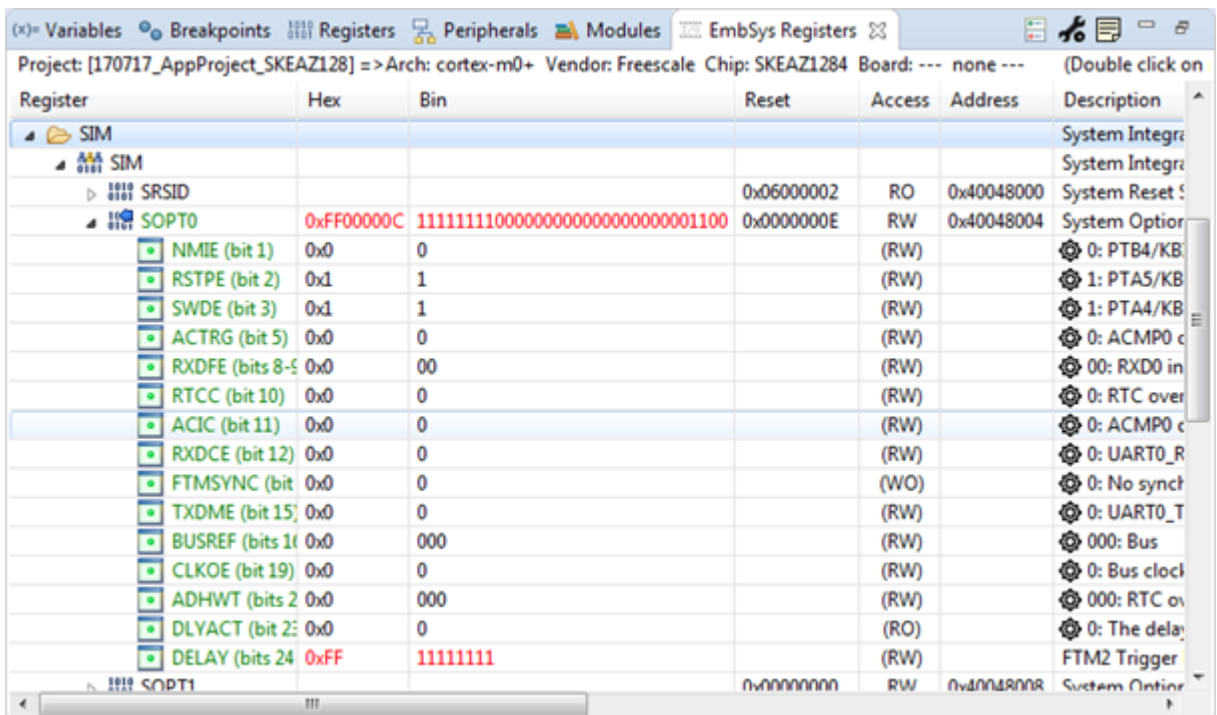 (x)= Variables Breakpoints Registers Peripherals Modules EmbSys Registers
Project: [170717_AppProject_SKEAZ128] =>Arch: cortex-m0+ Vendor: Freescale Chip: SKEAZ1284 Board: --- none --- (Double click on
Register Hex Bin Reset Access Address Description
SIM System Integra
SIM System Integra
SRSID 0x06000002 RO 0x40048000 System Reset S
SOPT0 0xFF00000C 11111111000000000000000000001100 0x0000000E RW 0x40048004 System Option
NMIE (bit 1) 0x0 0 (RW) 0: PTB4/KB
RSTPE (bit 2) 0x1 1 (RW) 1: PTA5/KB
SWDE (bit 3) 0x1 1 (RW) 1: PTA4/KB
ACTRG (bit 5) 0x0 0 (RW) 0: ACMP0 o
RXDFE (bits 8-9 0x0 00 (RW) 00: RXD0 in
RTCC (bit 10) 0x0 0 (RW) 0: RTC over
ACIC (bit 11) 0x0 0 (RW) 0: ACMP0 o
RXDCE (bit 12) 0x0 0 (RW) 0: UART0_R
FTMSYNC (bit 0x0 0 (WO) 0: No synch
TXDME (bit 15) 0x0 0 (RW) 0: UART0_T
BUSREF (bits 16 0x0 000 (RW) 000: Bus
CLKOE (bit 19) 0x0 0 (RW) 0: Bus clock
ADHWT (bits 2 0x0 000 (RW) 000: RTC ov
DLYACT (bit 23 0x0 0 (RO) 0: The delay
DELAY (bits 24 0xFF 11111111 (RW) FTM2 Trigger
SOPT1 0x00000000 RW 0x40048008 System Option